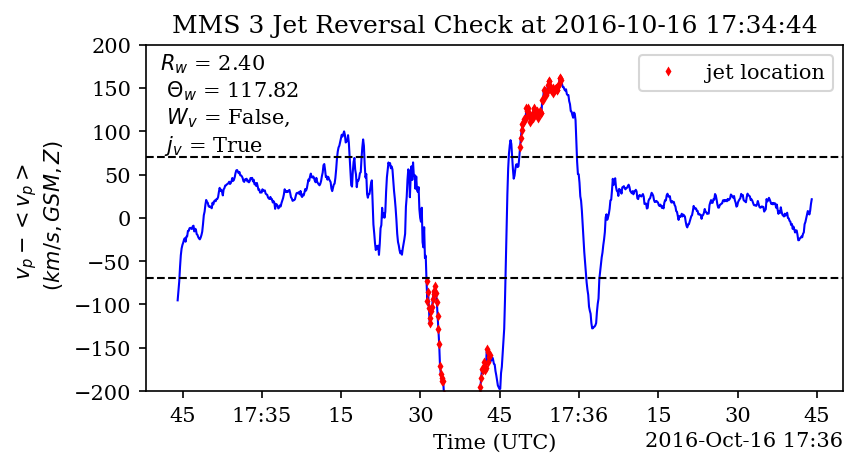 MMS 3 Jet Reversal Check at 2016-10-16 17:34:44
R_w = 2.40
Θ_w = 117.82
W_v = False,
j_v = True
jet location
200
150
100
50
0
−50
−100
−150
−200
v_p − < v_p >
(km/s, GSM, Z)
45 17:35 15 30 45 17:36 15 30 45
Time (UTC)
2016-Oct-16 17:36